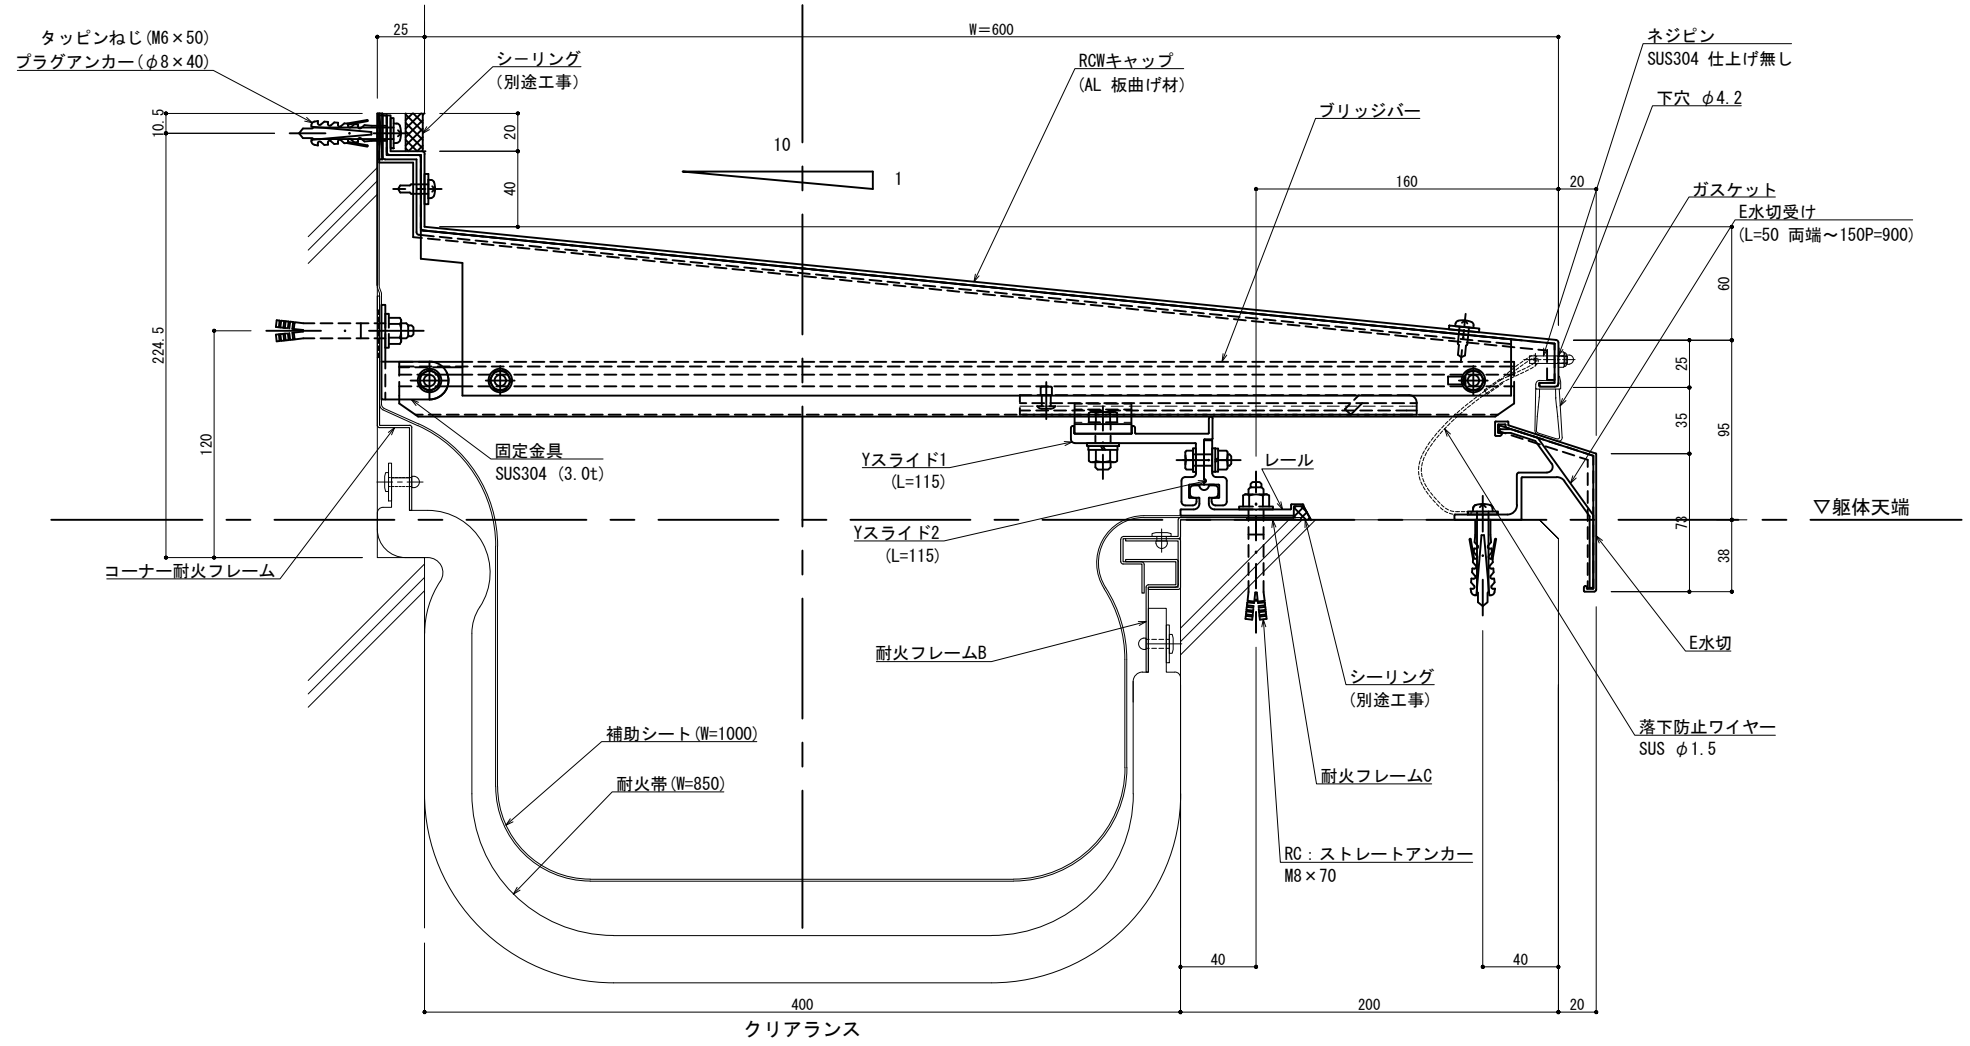 25
W=600
タッピンねじ(M6×50)
プラグアンカー(φ8×40)
シーリング
(別途工事)
RCWキャップ
(AL 板曲げ材)
ネジピン
SUS304 仕上げ無し
下穴 φ4.2
ブリッジバー
10.5
20
10
1
40
160
20
ガスケット
E水切受け
(L=50 両端～150P=900)
60
224.5
25
120
35
95
固定金具
SUS304 (3.0t)
Yスライド1
(L=115)
レール
▽躯体天端
Yスライド2
(L=115)
73
38
コーナー耐火フレーム
耐火フレームB
E水切
シーリング
(別途工事)
補助シート(W=1000)
落下防止ワイヤー
SUS φ1.5
耐火帯(W=850)
耐火フレームC
RC：ストレートアンカー
M8×70
40
40
400
200
20
クリアランス